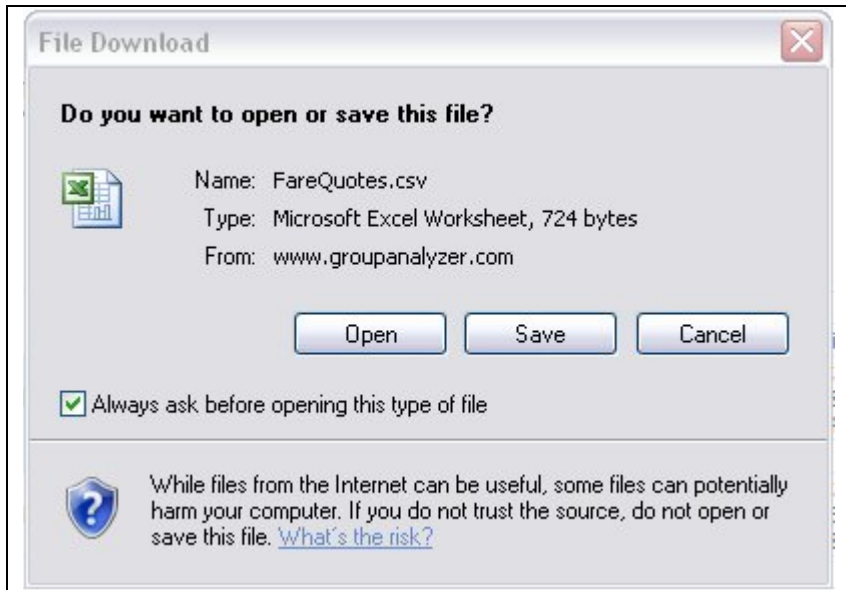 File Download
Do you want to open or save this file?
Name: FareQuotes.csv
Type: Microsoft Excel Worksheet, 724 bytes
From: www.groupanalyzer.com
Open Save Cancel
Always ask before opening this type of file
While files from the Internet can be useful, some files can potentially
harm your computer. If you do not trust the source, do not open or
save this file. What's the risk?